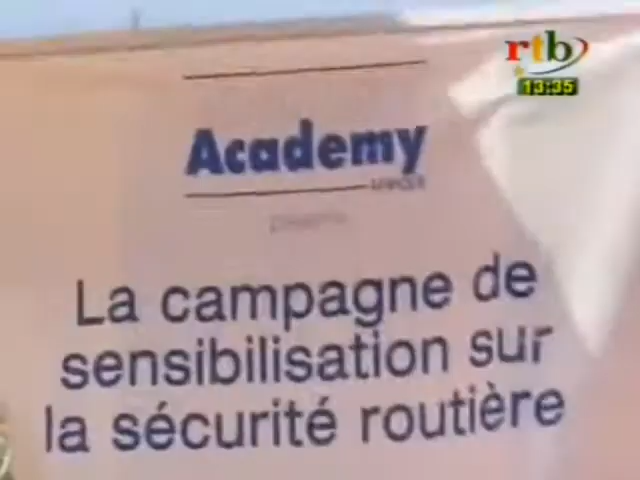 rtb
13:35
Academy
La campagne de
sensibilisation sur
la sécurité routière